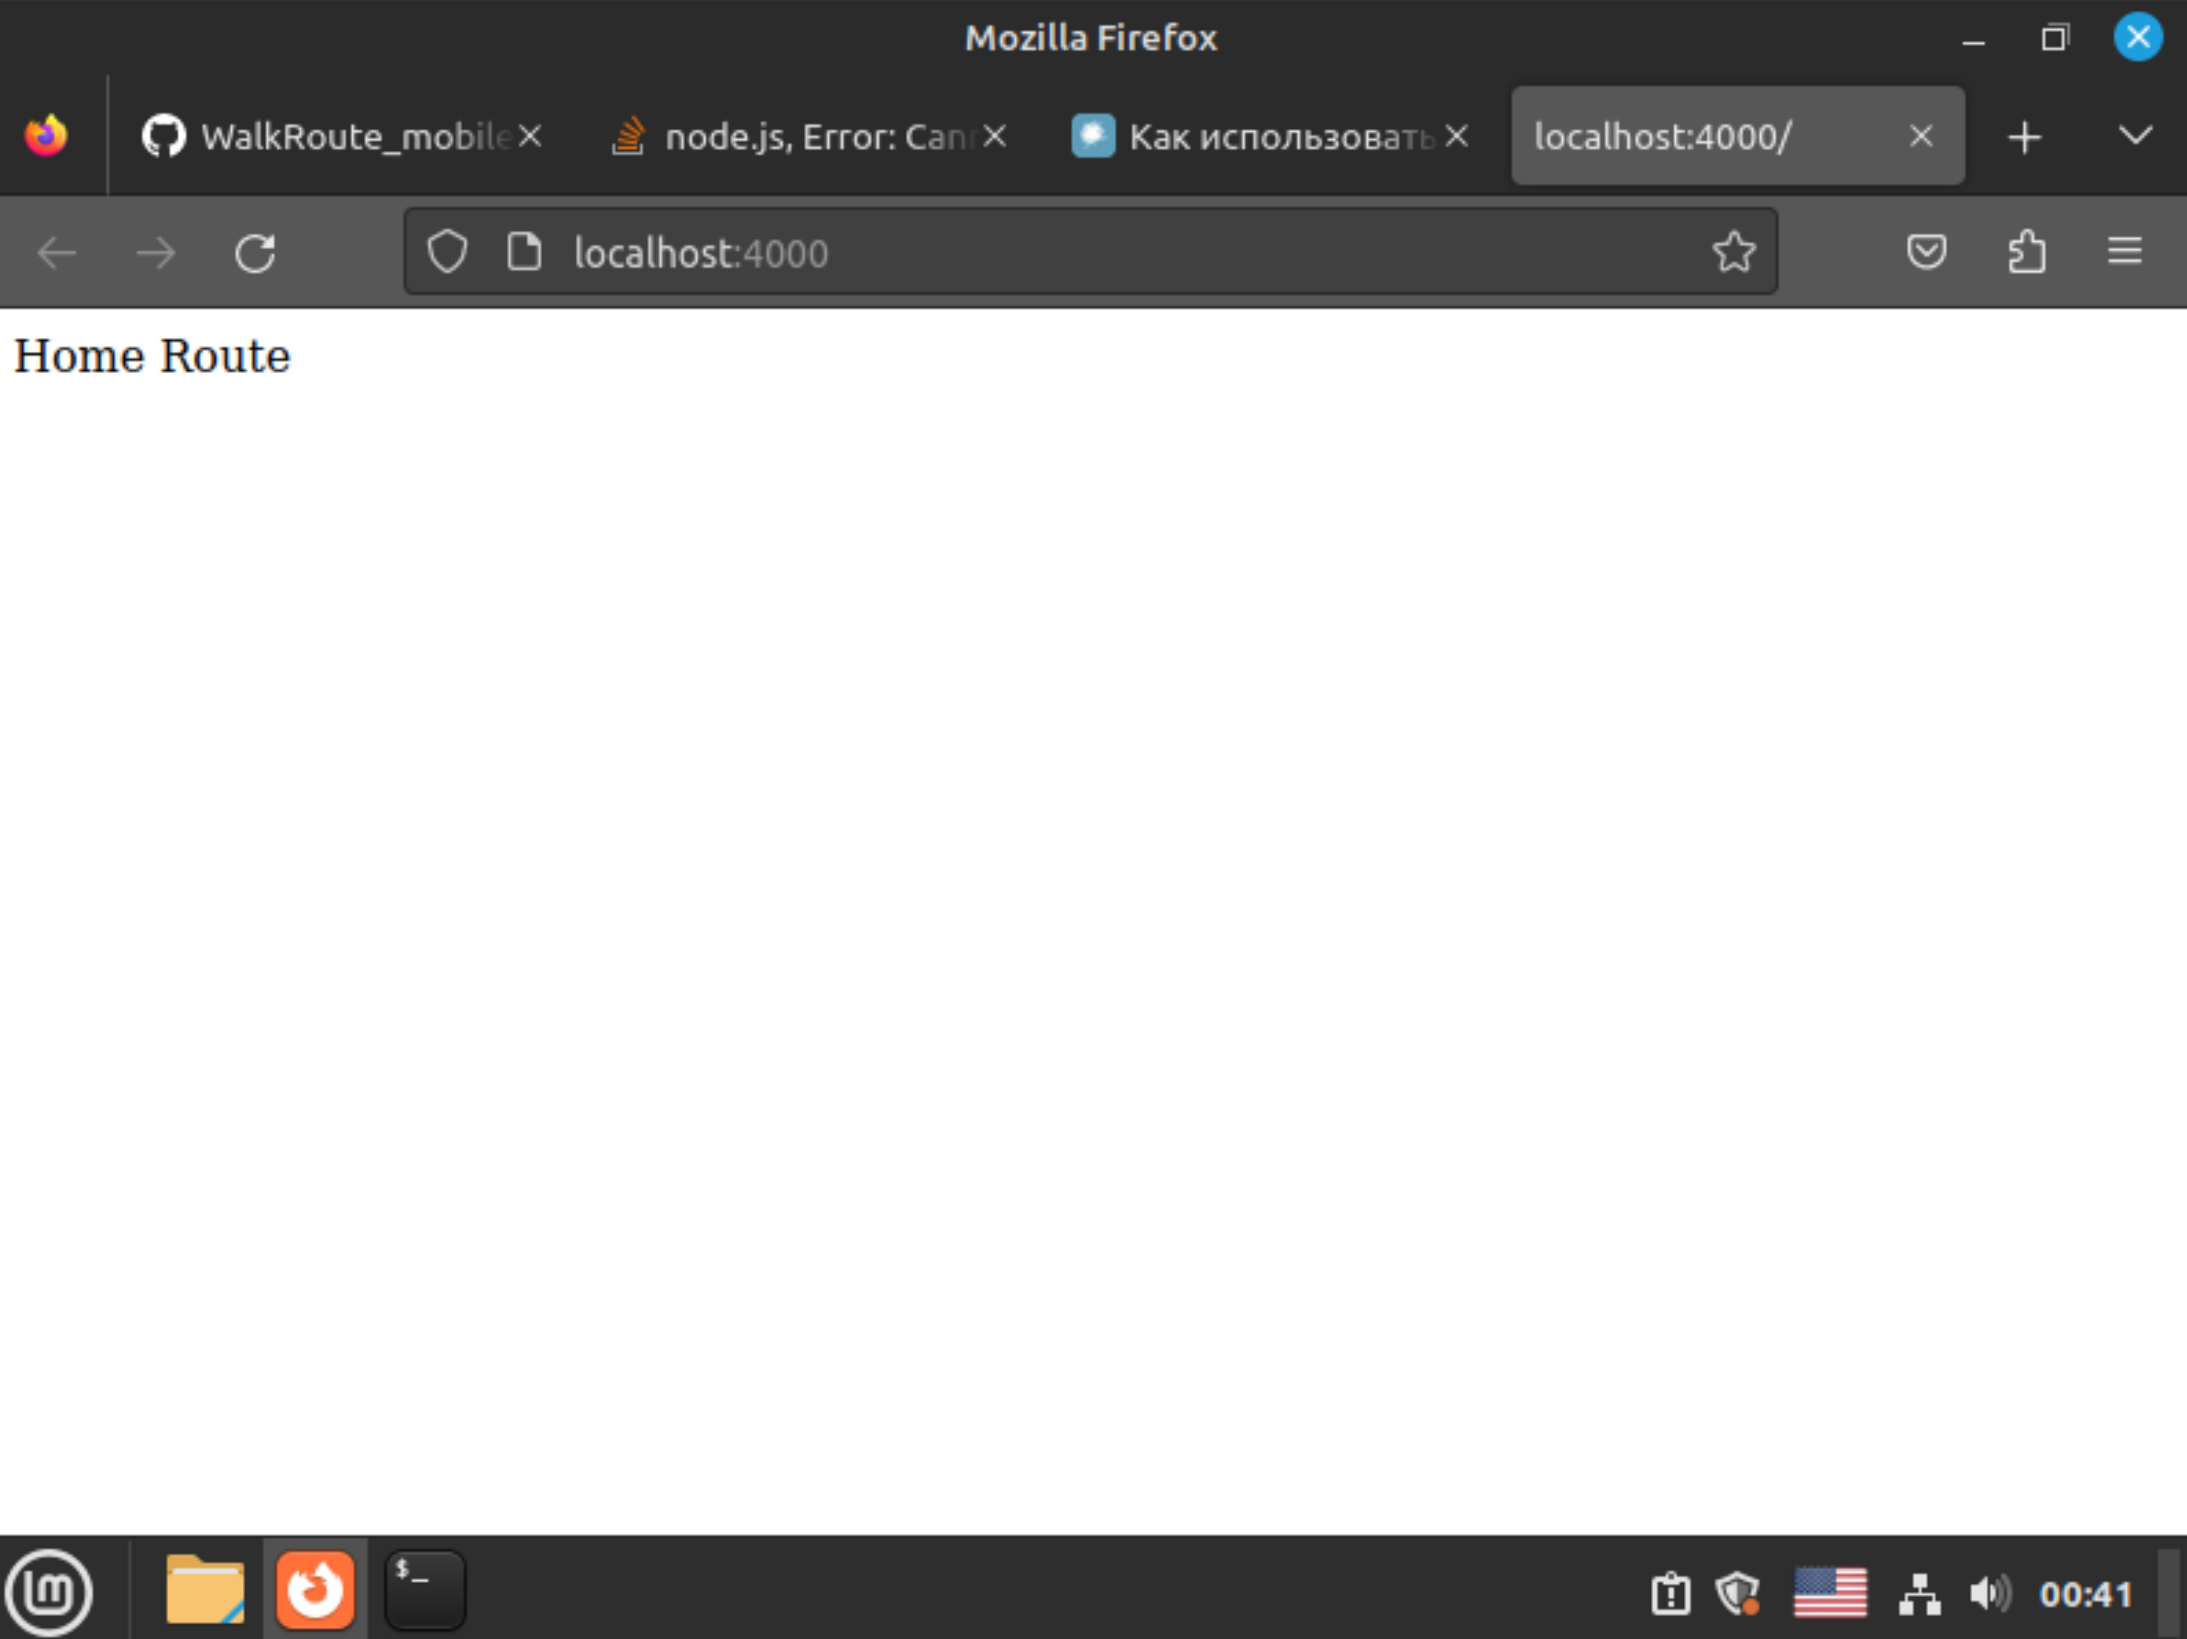 Mozilla Firefox
WalkRoute_mobile
node.js, Error: Can
Как использовать
localhost:4000/
localhost:4000
Home Route
$_
00:41